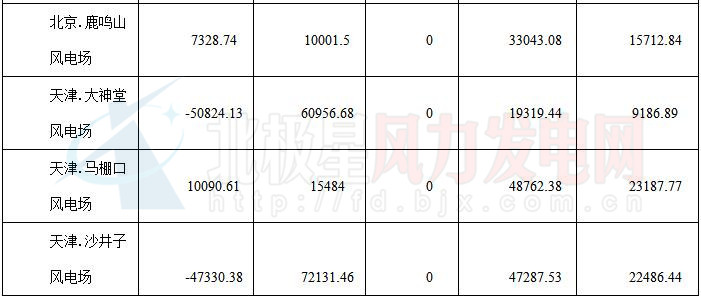 北京.鹿鸣山
风电场
7328.74 10001.5 0 33043.08 15712.84
天津.大神堂
风电场
-50824.13 60956.68 0 19319.44 9186.89
天津.马棚口
风电场
10090.61 15484 0 48762.38 23187.77
天津.沙井子
风电场
-47330.38 72131.46 0 47287.53 22486.44
北极星风力发电网
http://fd.bjx.com.cn